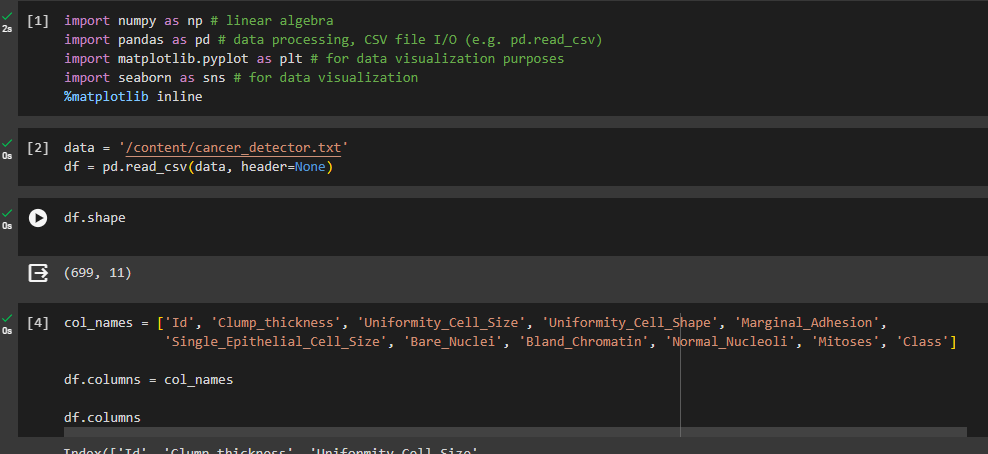 2s
[1] import numpy as np # linear algebra
import pandas as pd # data processing, CSV file I/O (e.g. pd.read_csv)
import matplotlib.pyplot as plt # for data visualization purposes
import seaborn as sns # for data visualization
%matplotlib inline
0s
[2] data = '/content/cancer_detector.txt'
df = pd.read_csv(data, header=None)
0s
df.shape
(699, 11)
0s
[4] col_names = ['Id', 'Clump_thickness', 'Uniformity_Cell_Size', 'Uniformity_Cell_Shape', 'Marginal_Adhesion',
'Single_Epithelial_Cell_Size', 'Bare_Nuclei', 'Bland_Chromatin', 'Normal_Nucleoli', 'Mitoses', 'Class']
df.columns = col_names
df.columns
Index(['Id', 'Clump_thickness', 'Uniformity_Cell_Size',